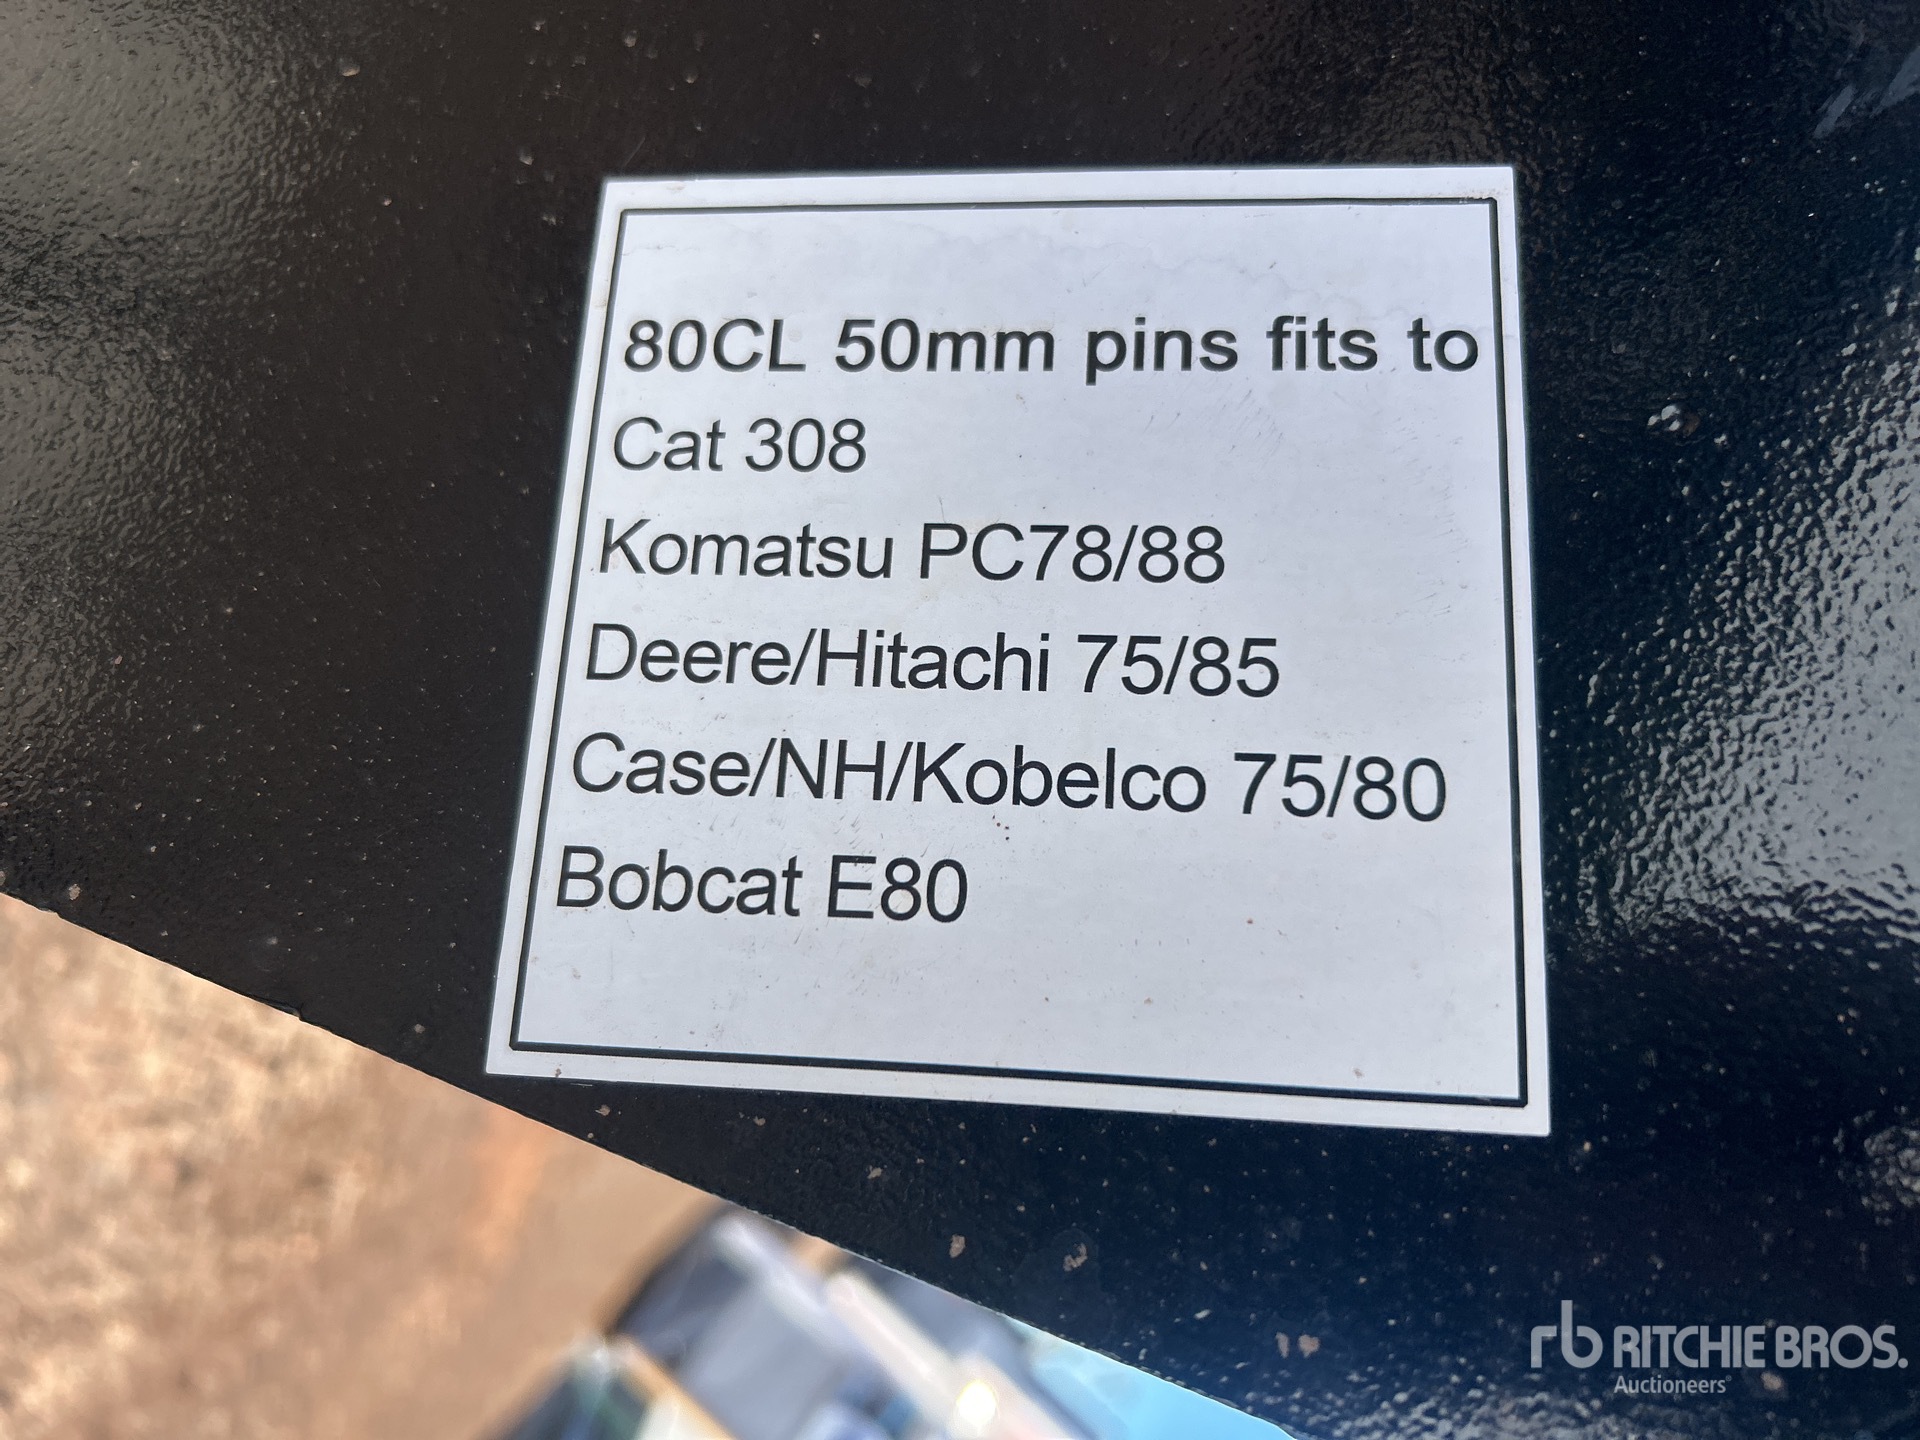 80CL 50mm pins fits to
Cat 308
Komatsu PC78/88
Deere/Hitachi 75/85
Case/NH/Kobelco 75/80
Bobcat E80
rb RITCHIE BROS.
Auctioneers